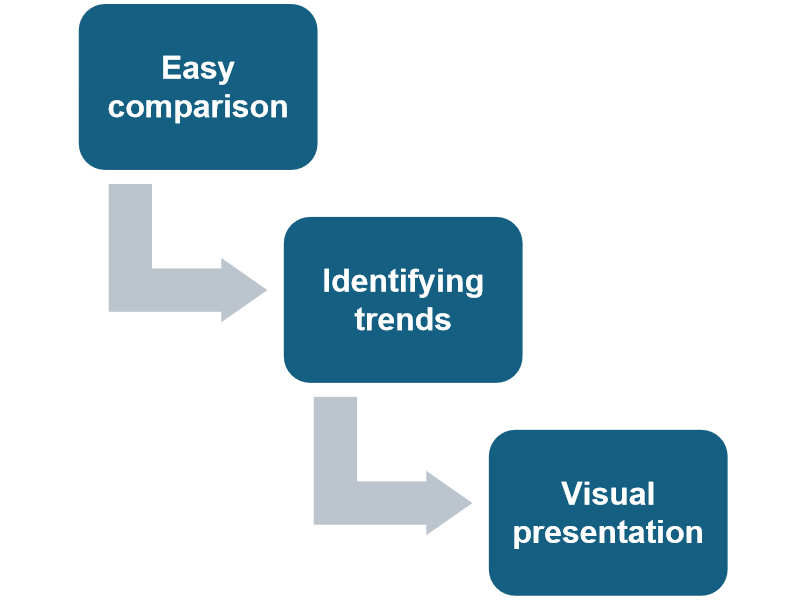 Easy
comparison
Identifying
trends
Visual
presentation